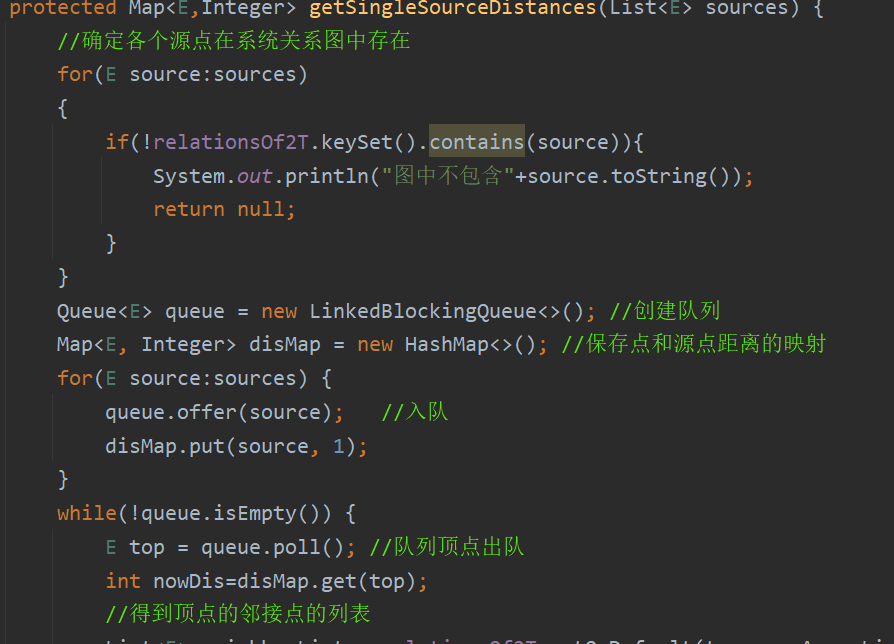 protected Map<E,Integer> getSingleSourceDistances(List<E> sources) {
//确定各个源点在系统关系图中存在
for(E source:sources)
{
if(!relationsOf2T.keySet().contains(source)){
System.out.println("图中不包含"+source.toString());
return null;
}
}
Queue<E> queue = new LinkedBlockingQueue<>(); //创建队列
Map<E, Integer> disMap = new HashMap<>(); //保存点和源点距离的映射
for(E source:sources) {
queue.offer(source); //入队
disMap.put(source, 1);
}
while(!queue.isEmpty()) {
E top = queue.poll(); //队列顶点出队
int nowDis=disMap.get(top);
//得到顶点的邻接点的列表